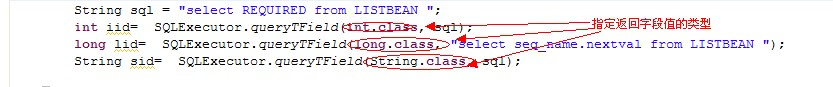 String sql = "select REQUIRED from LISTBEAN ";
int iid= SQLExecutor.queryTField(int.class, sql); 指定返回字段值的类型
long lid= SQLExecutor.queryTField(long.class, "select seq_name.nextval from LISTBEAN ");
String sid= SQLExecutor.queryTField(String.class, sql);